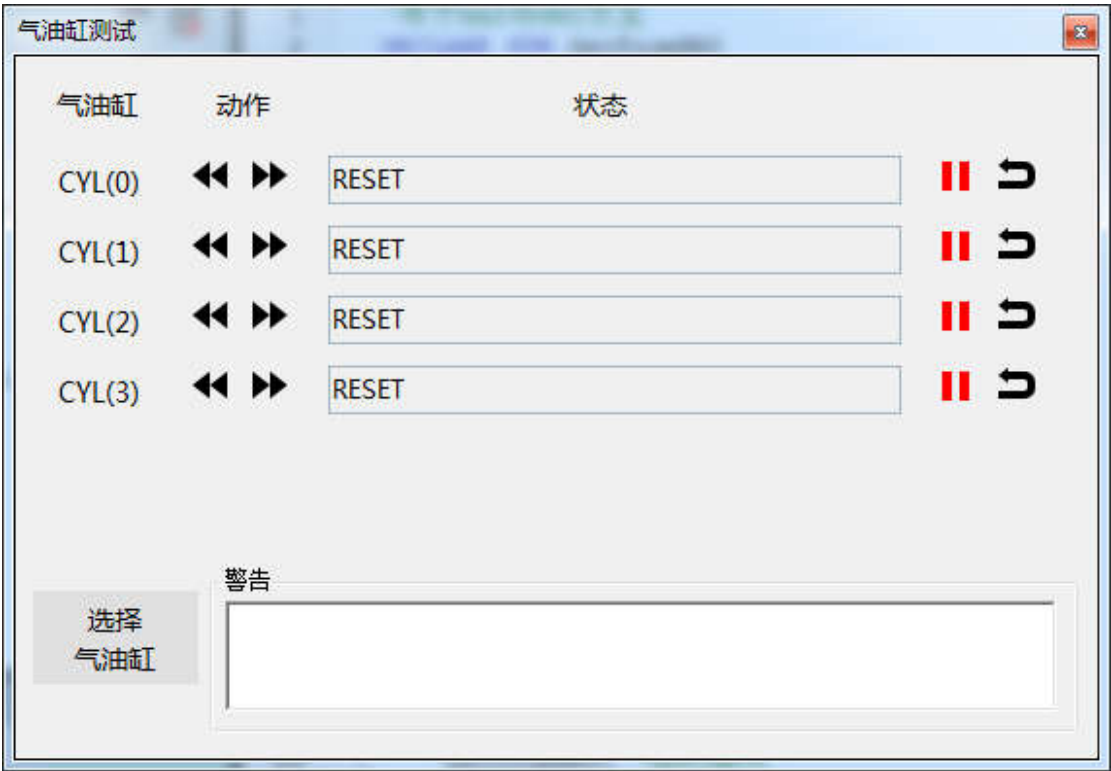 气油缸测试
气油缸 动作 状态
CYL(0) RESET
CYL(1) RESET
CYL(2) RESET
CYL(3) RESET
警告
选择
气油缸